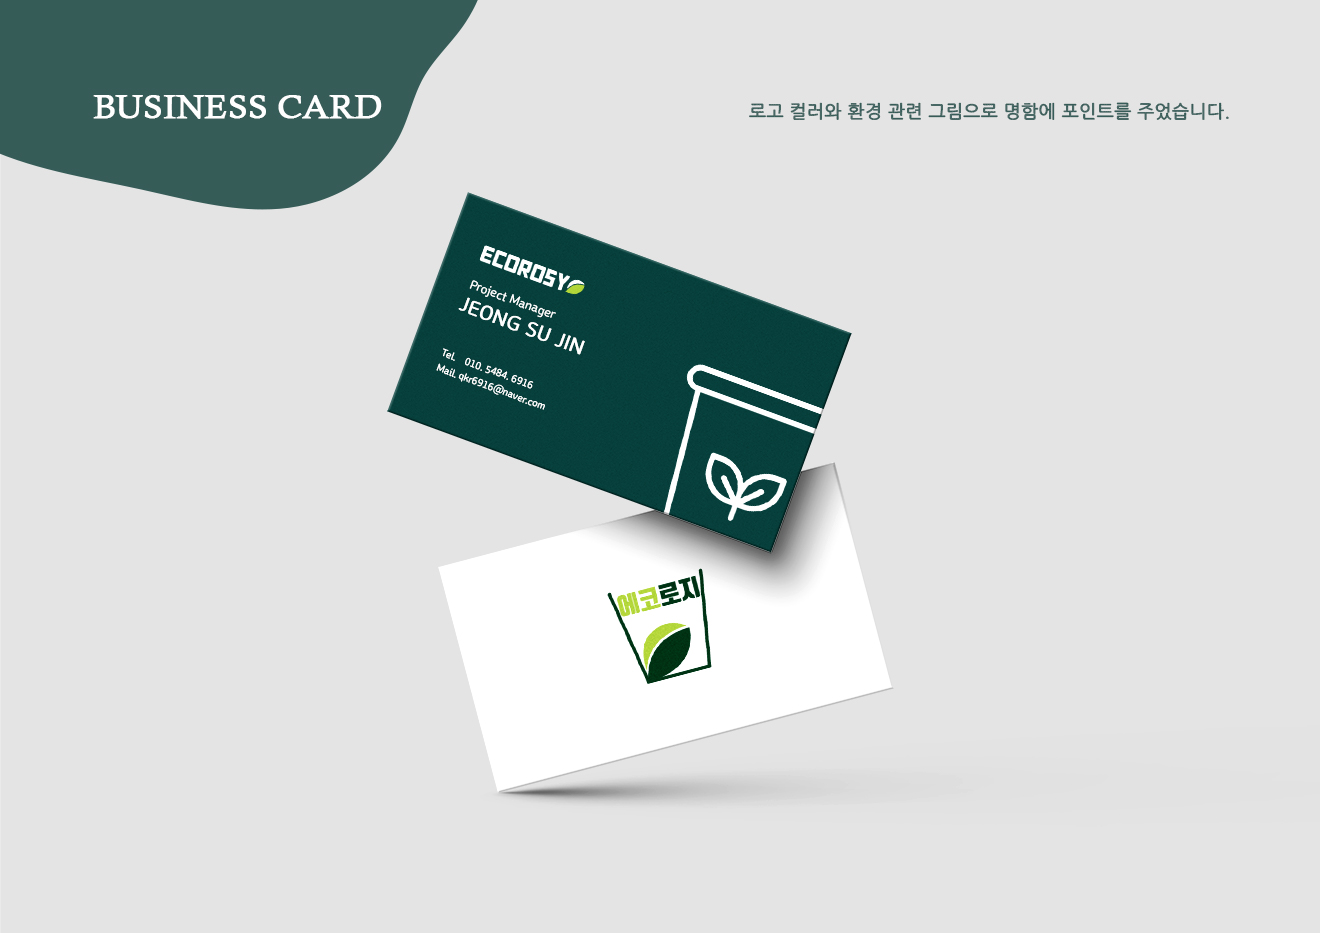 BUSINESS CARD
로고 컬러와 환경 관련 그림으로 명함에 포인트를 주었습니다.
ECOROSY
Project Manager
JEONG SU JIN
Tel. 010. 5484. 6916
Mail. qkr6916@naver.com
에코로지